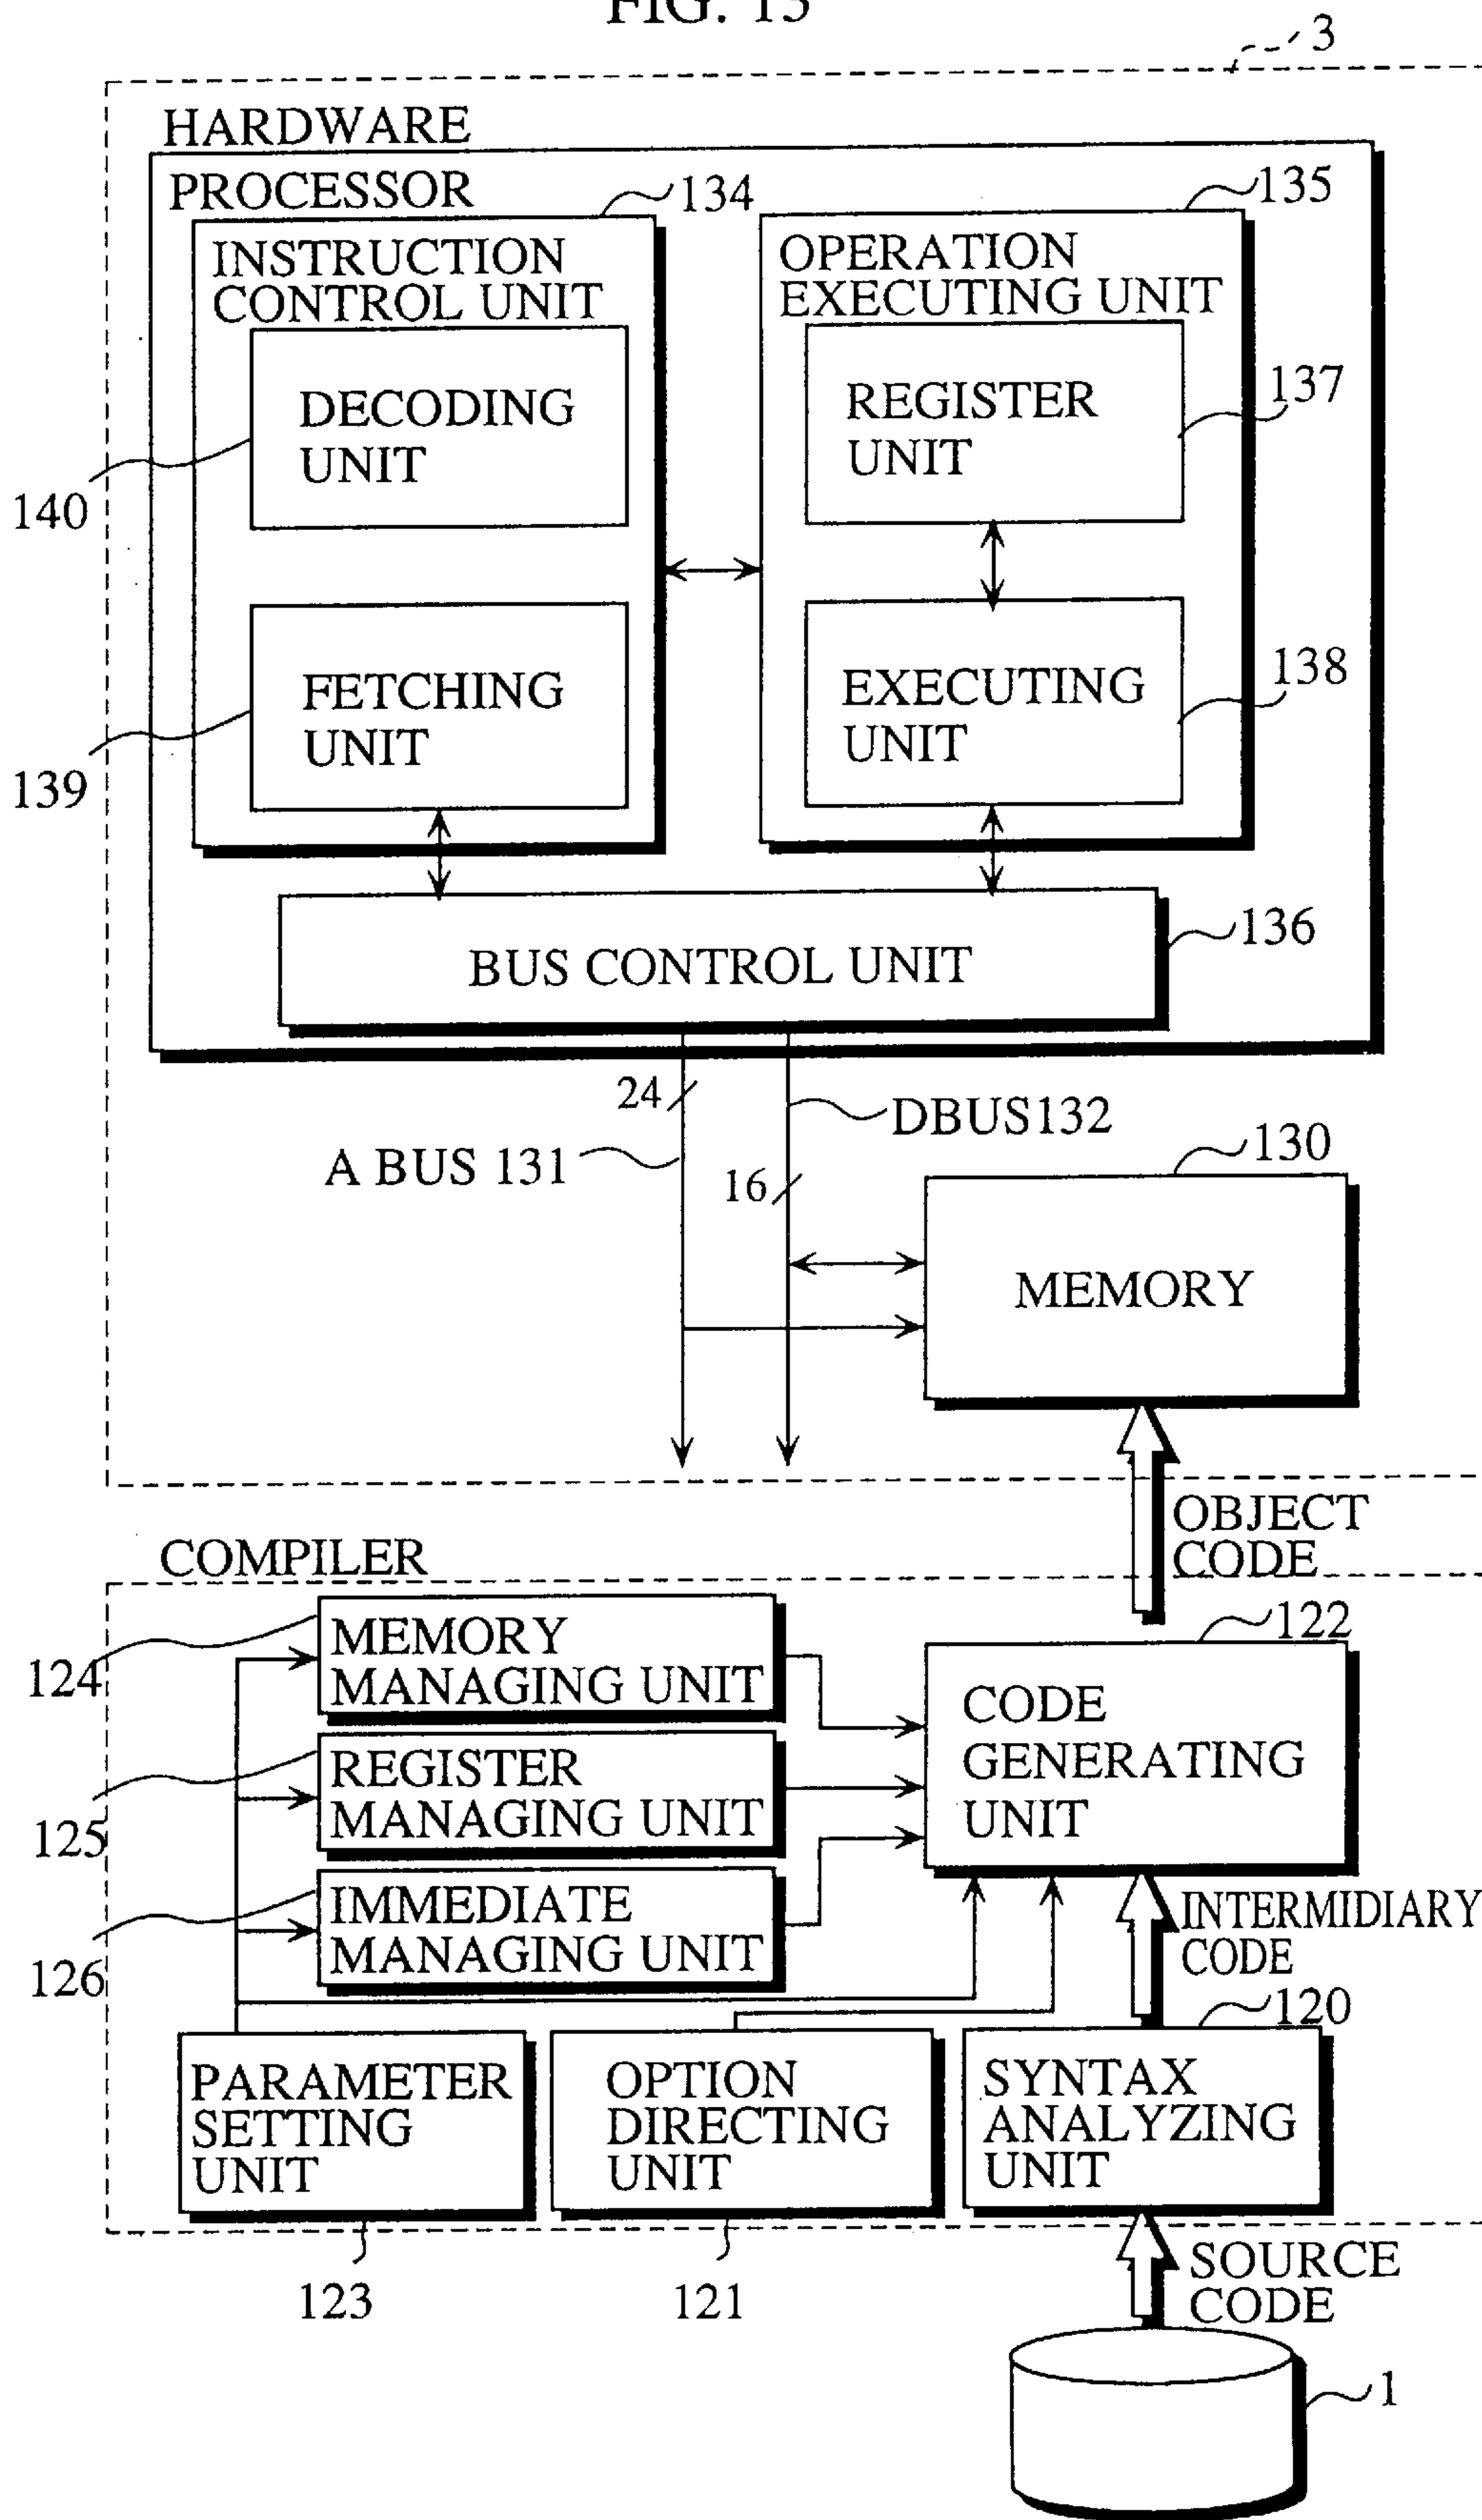 FIG. 13
3
HARDWARE
PROCESSOR
134
135
INSTRUCTION
CONTROL UNIT
OPERATION
EXECUTING UNIT
DECODING
UNIT
REGISTER
UNIT
137
140
FETCHING
UNIT
EXECUTING
UNIT
138
139
BUS CONTROL UNIT
136
24
DBUS132
A BUS 131
16
130
MEMORY
OBJECT
CODE
COMPILER
MEMORY
MANAGING UNIT
124
122
CODE
GENERATING
UNIT
REGISTER
MANAGING UNIT
125
IMMEDIATE
MANAGING UNIT
126
INTERMIDIARY
CODE
120
PARAMETER
SETTING
UNIT
OPTION
DIRECTING
UNIT
SYNTAX
ANALYZING
UNIT
123
121
SOURCE
CODE
1